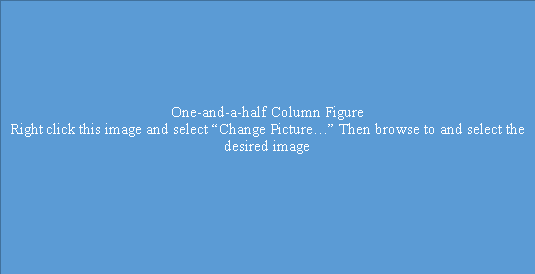 One-and-a-half Column Figure
Right click this image and select “Change Picture…” Then browse to and select the
desired image